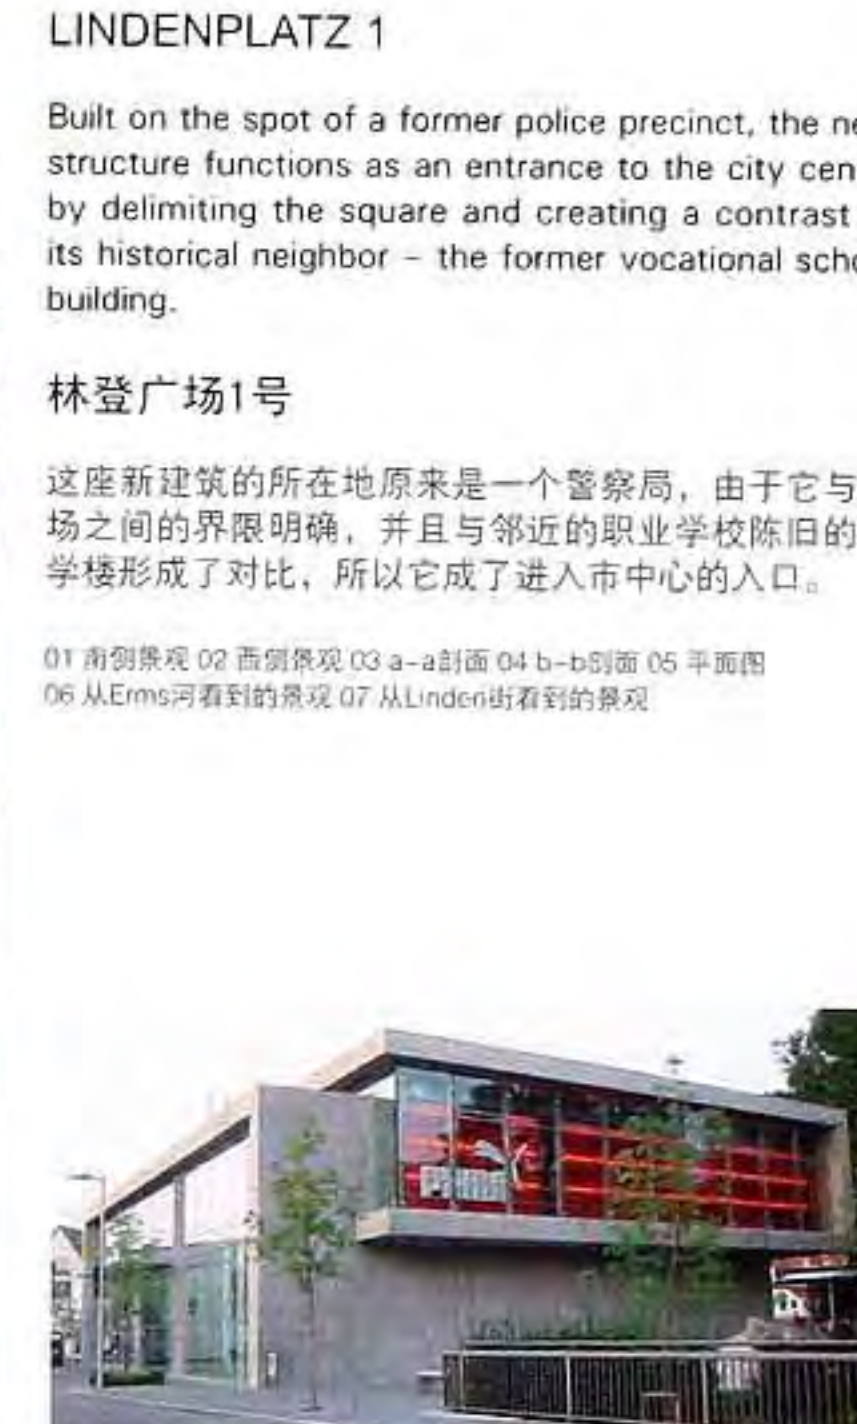 LINDENPLATZ 1
Built on the spot of a former police precinct, the ne
structure functions as an entrance to the city cen
by delimiting the square and creating a contrast
its historical neighbor – the former vocational scho
building.
林登广场1号
这座新建筑的所在地原来是一个警察局，由于它与
场之间的界限明确，并且与邻近的职业学校陈旧的
学楼形成了对比，所以它成了进入市中心的入口。
01 南侧景观 02 西侧景观 03 a-a剖面 04 b-b剖面 05 平面图
06 从Erms河看到的景观 07 从Linden街看到的景观
PUMA